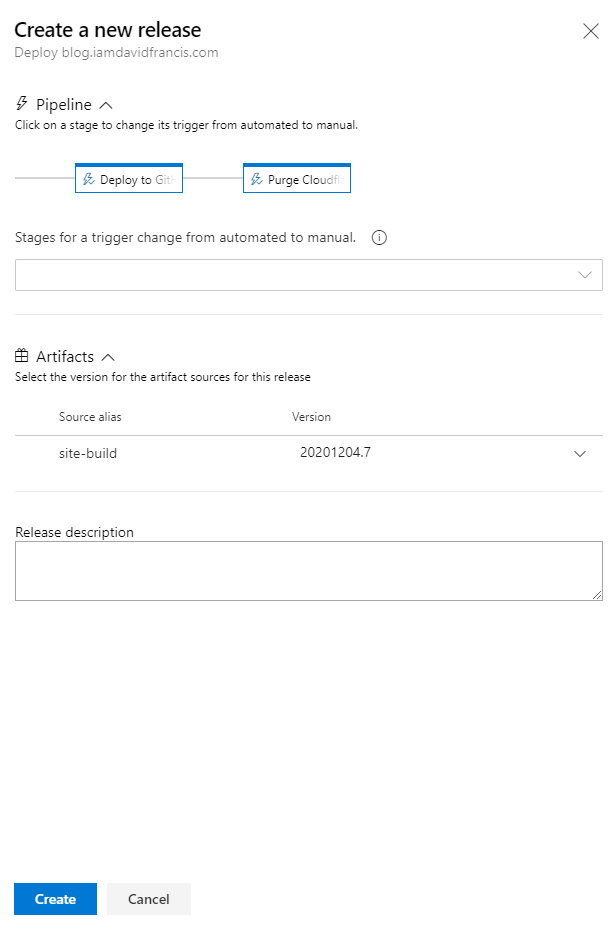 Create a new release
Deploy blog.iamdavidfrancis.com
Pipeline
Click on a stage to change its trigger from automated to manual.
Deploy to Git
Purge Cloudfl
Stages for a trigger change from automated to manual.
Artifacts
Select the version for the artifact sources for this release
Source alias Version
site-build 20201204.7
Release description
Create Cancel